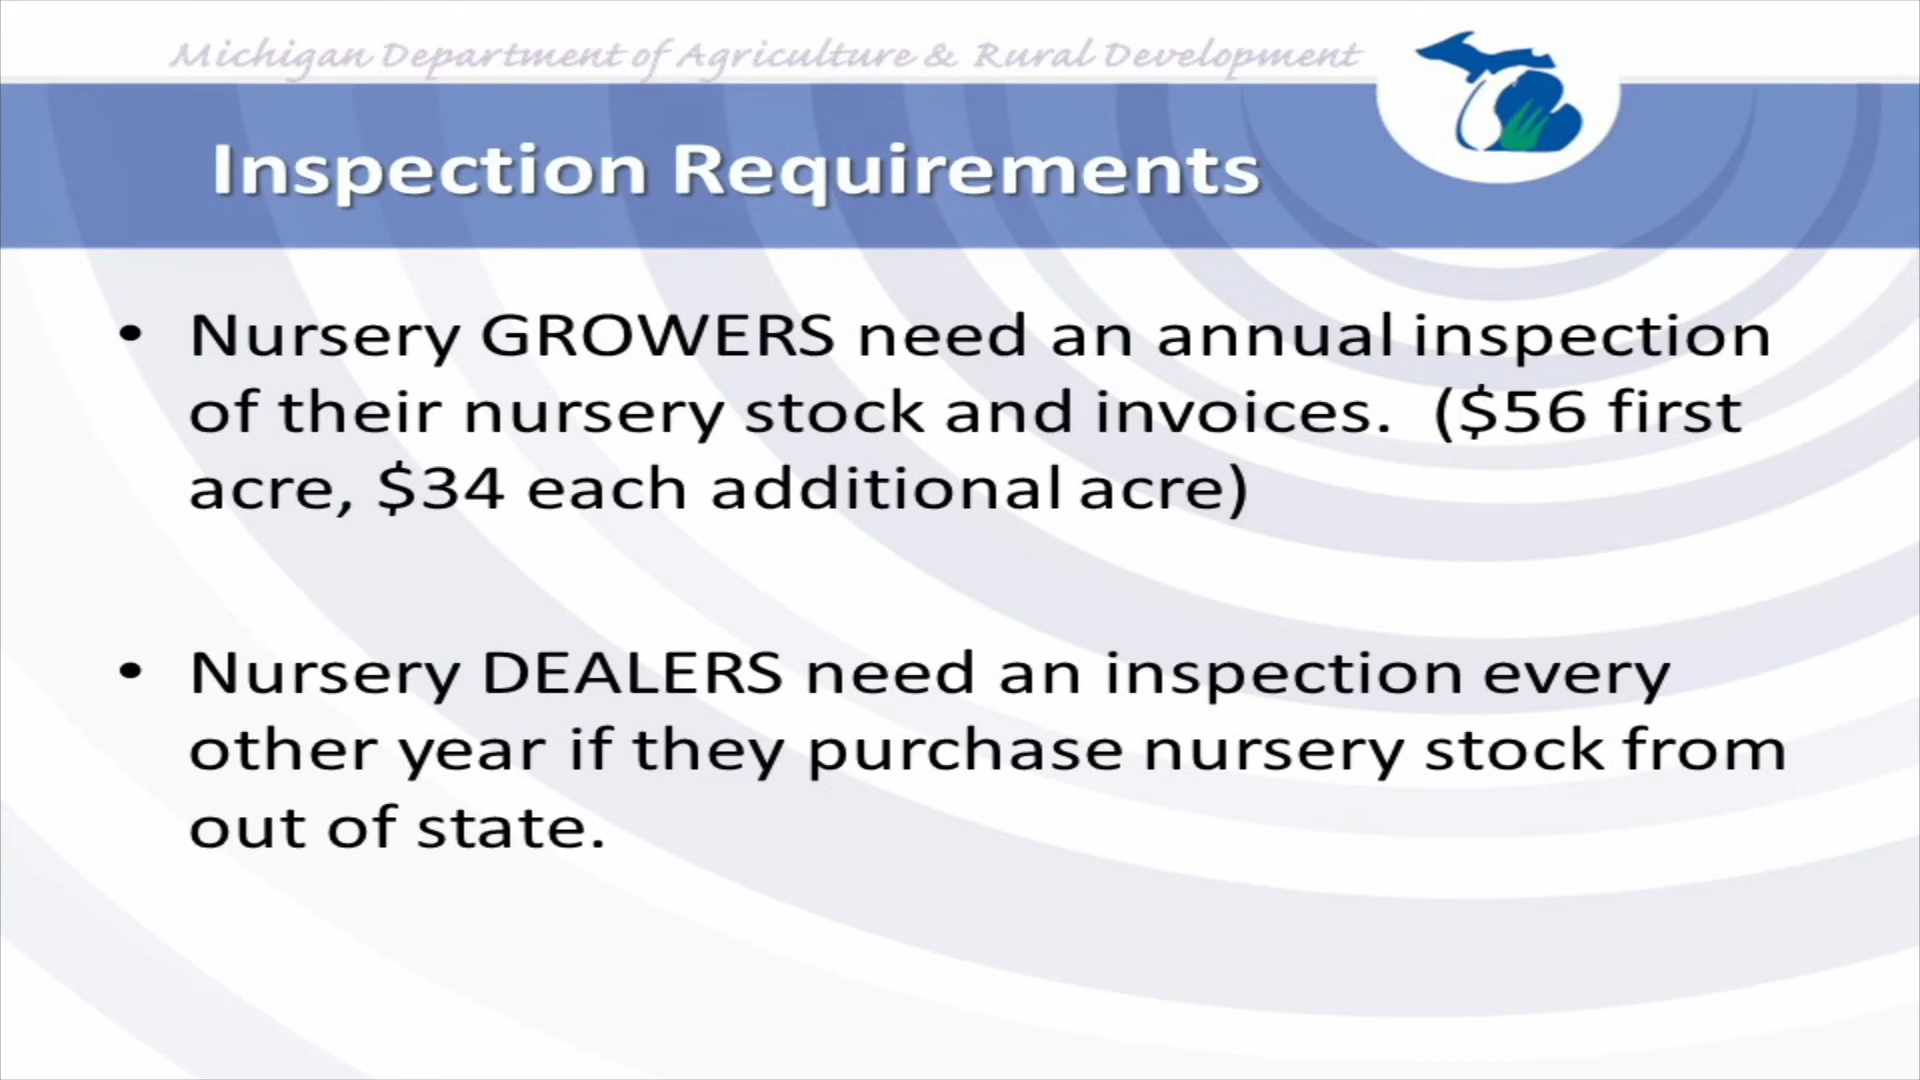 Michigan Department of Agriculture & Rural Development
Inspection Requirements
• Nursery GROWERS need an annual inspection
of their nursery stock and invoices. ($56 first
acre, $34 each additional acre)
• Nursery DEALERS need an inspection every
other year if they purchase nursery stock from
out of state.